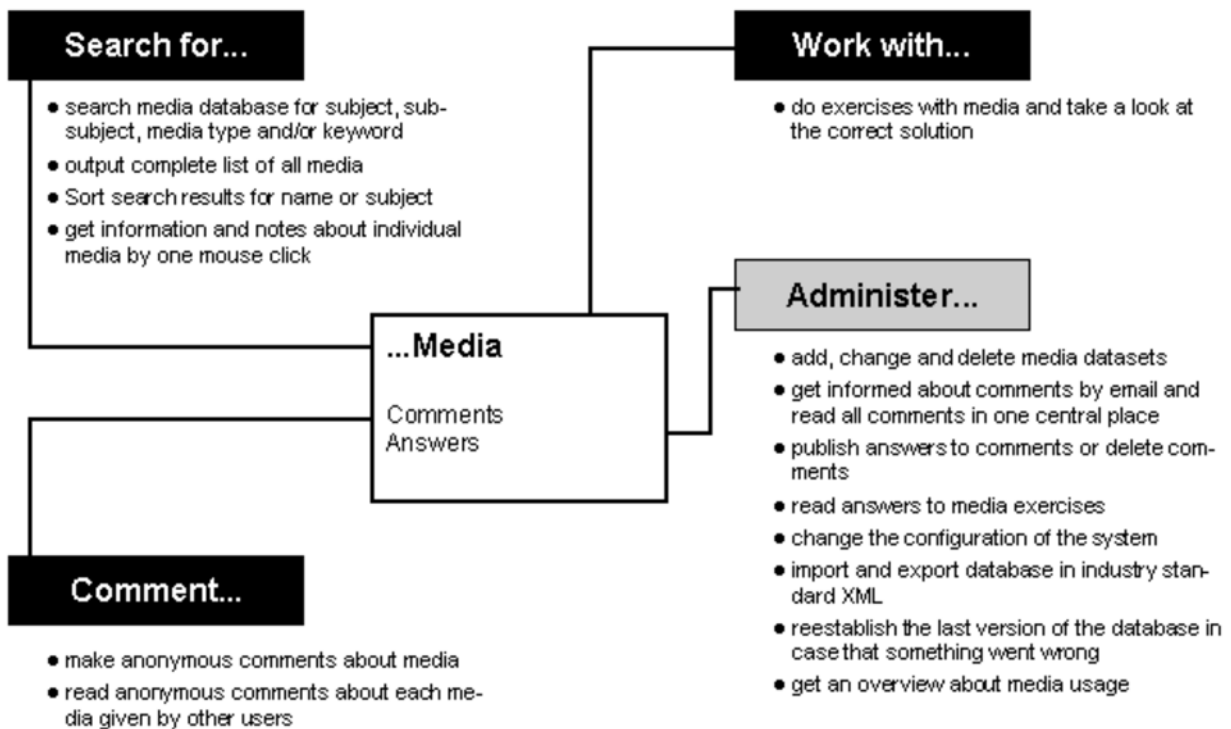 Search for...
● search media database for subject, sub-
subject, media type and/or keyword
● output complete list of all media
● Sort search results for name or subject
● get information and notes about individual
media by one mouse click
Work with...
● do exercises with media and take a look at
the correct solution
...Media
Comments
Answers
Administer...
● add, change and delete media datasets
● get informed about comments by email and
read all comments in one central place
● publish answers to comments or delete com-
ments
● read answers to media exercises
● change the configuration of the system
● import and export database in industry stan-
dard XML
● reestablish the last version of the database in
case that something went wrong
● get an overview about media usage
Comment...
● make anonymous comments about media
● read anonymous comments about each me-
dia given by other users